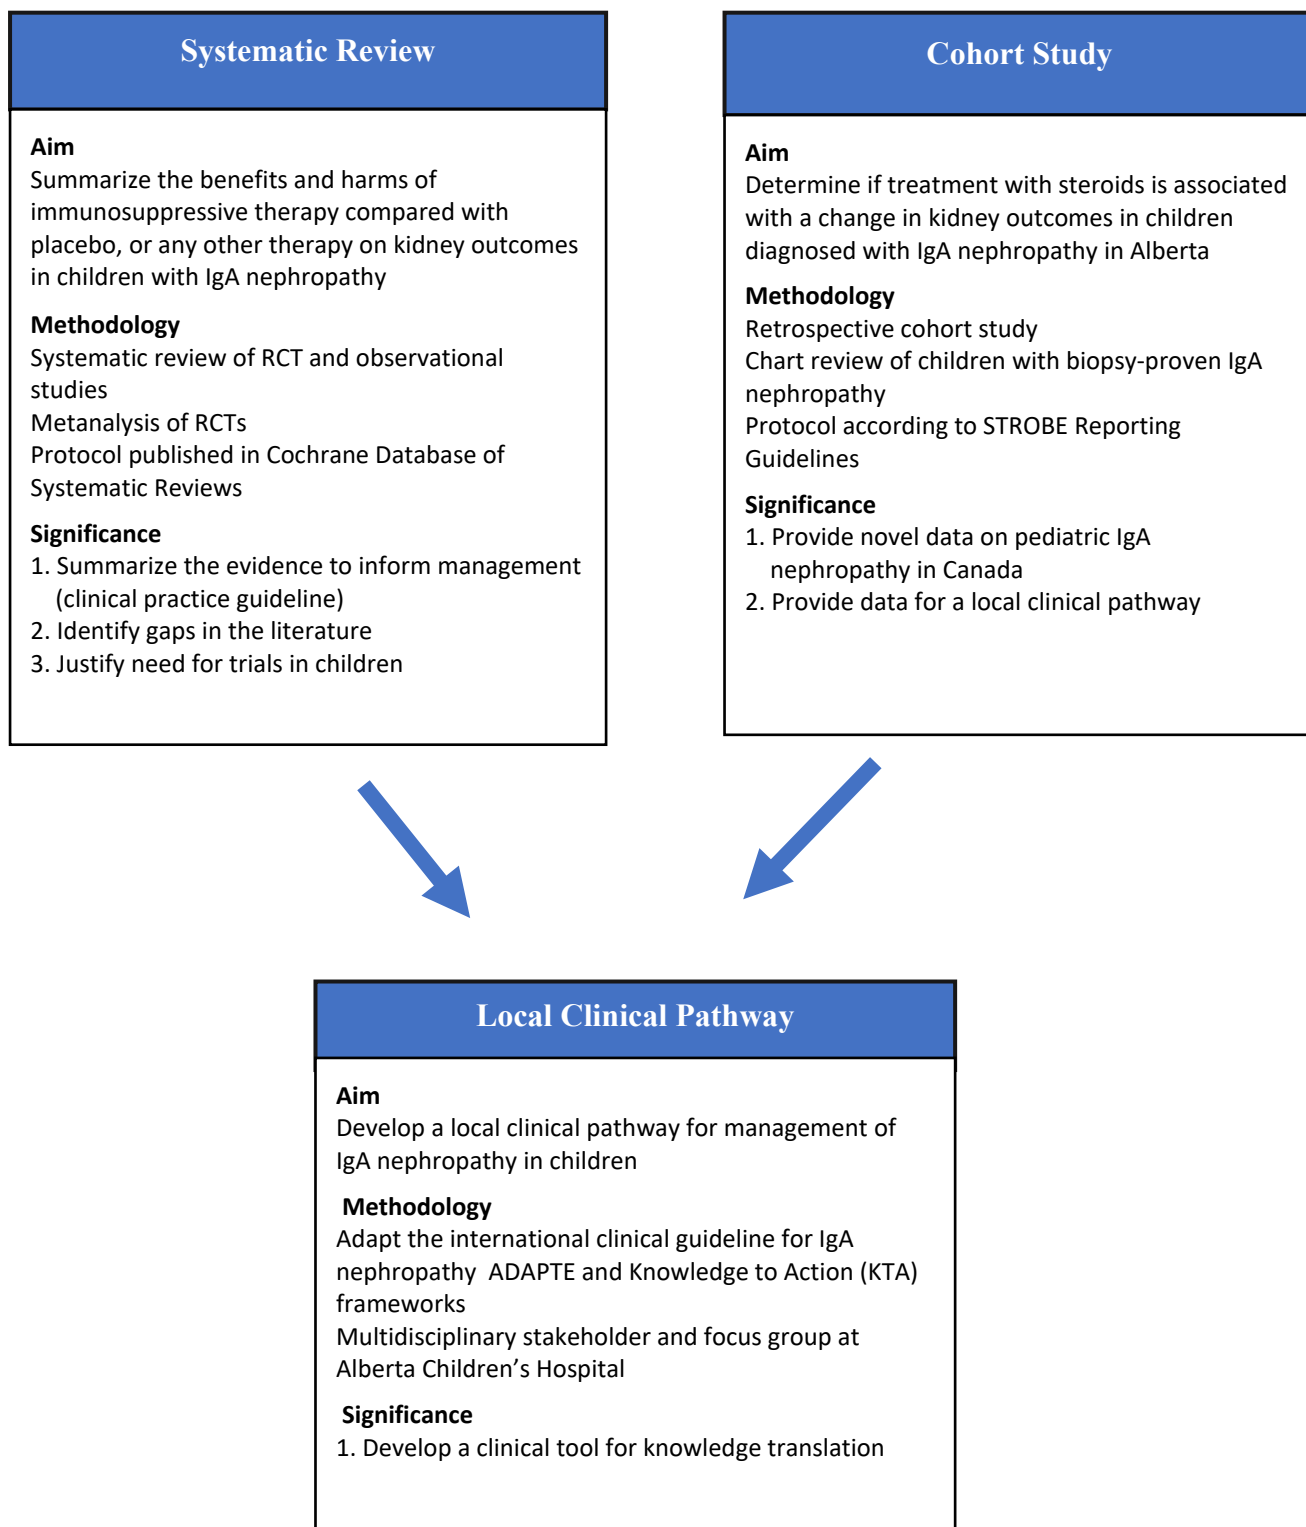 Systematic Review
Aim
Summarize the benefits and harms of
immunosuppressive therapy compared with
placebo, or any other therapy on kidney outcomes
in children with IgA nephropathy
Methodology
Systematic review of RCT and observational
studies
Metanalysis of RCTs
Protocol published in Cochrane Database of
Systematic Reviews
Significance
1. Summarize the evidence to inform management
(clinical practice guideline)
2. Identify gaps in the literature
3. Justify need for trials in children
Cohort Study
Aim
Determine if treatment with steroids is associated
with a change in kidney outcomes in children
diagnosed with IgA nephropathy in Alberta
Methodology
Retrospective cohort study
Chart review of children with biopsy-proven IgA
nephropathy
Protocol according to STROBE Reporting
Guidelines
Significance
1. Provide novel data on pediatric IgA
nephropathy in Canada
2. Provide data for a local clinical pathway
Local Clinical Pathway
Aim
Develop a local clinical pathway for management of
IgA nephropathy in children
Methodology
Adapt the international clinical guideline for IgA
nephropathy  ADAPTE and Knowledge to Action (KTA)
frameworks
Multidisciplinary stakeholder and focus group at
Alberta Children’s Hospital
Significance
1. Develop a clinical tool for knowledge translation